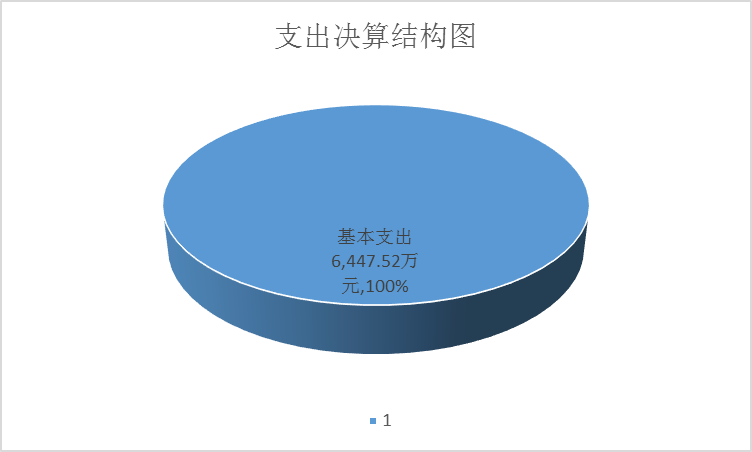 支出决算结构图
基本支出
6,447.52万
元,100%
1